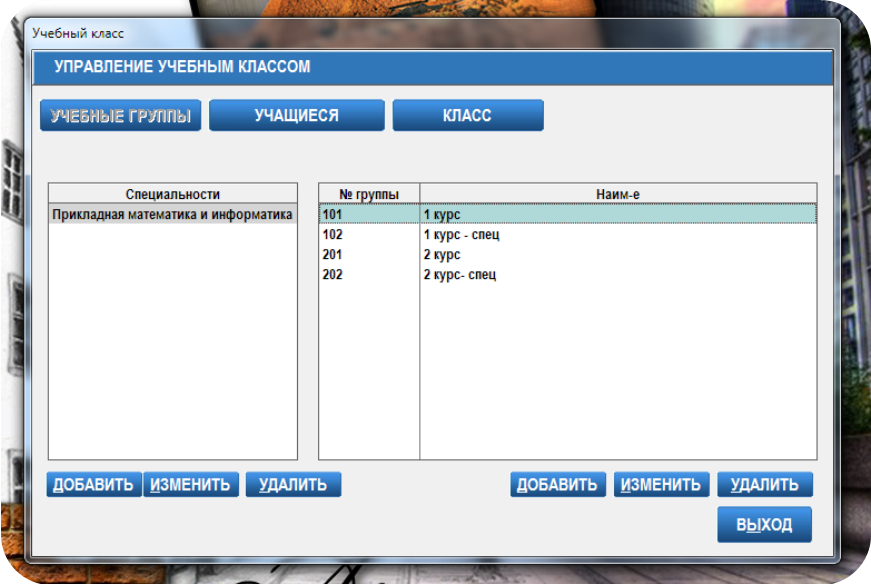 Учебный класс
УПРАВЛЕНИЕ УЧЕБНЫМ КЛАССОМ
УЧЕБНЫЕ ГРУППЫ УЧАЩИЕСЯ КЛАСС
Специальности № группы Наим-е
Прикладная математика и информатика 101 1 курс
102 1 курс - спец
201 2 курс
202 2 курс- спец
ДОБАВИТЬ ИЗМЕНИТЬ УДАЛИТЬ ДОБАВИТЬ ИЗМЕНИТЬ УДАЛИТЬ
ВЫХОД